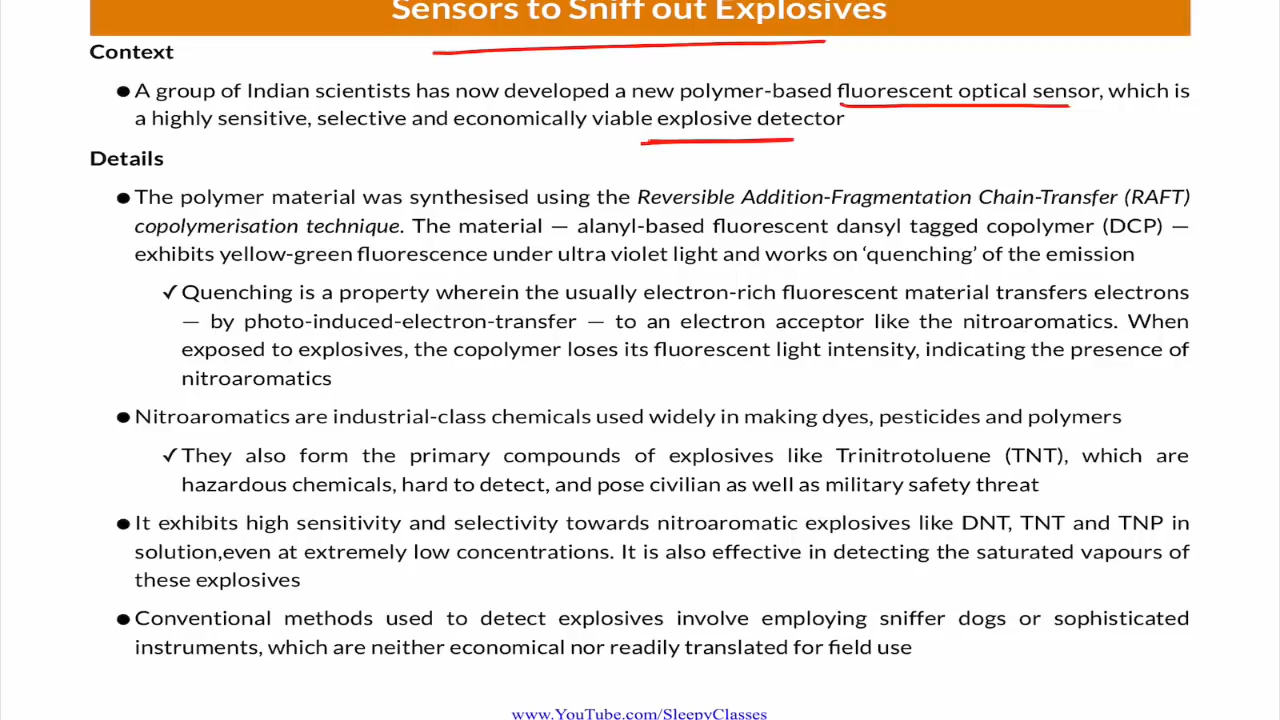 Sensors to Sniff out Explosives
Context
● A group of Indian scientists has now developed a new polymer-based fluorescent optical sensor, which is
a highly sensitive, selective and economically viable explosive detector
Details
● The polymer material was synthesised using the Reversible Addition-Fragmentation Chain-Transfer (RAFT)
copolymerisation technique. The material — alanyl-based fluorescent dansyl tagged copolymer (DCP) —
exhibits yellow-green fluorescence under ultra violet light and works on ‘quenching’ of the emission
✓ Quenching is a property wherein the usually electron-rich fluorescent material transfers electrons
— by photo-induced-electron-transfer — to an electron acceptor like the nitroaromatics. When
exposed to explosives, the copolymer loses its fluorescent light intensity, indicating the presence of
nitroaromatics
● Nitroaromatics are industrial-class chemicals used widely in making dyes, pesticides and polymers
✓ They also form the primary compounds of explosives like Trinitrotoluene (TNT), which are
hazardous chemicals, hard to detect, and pose civilian as well as military safety threat
● It exhibits high sensitivity and selectivity towards nitroaromatic explosives like DNT, TNT and TNP in
solution,even at extremely low concentrations. It is also effective in detecting the saturated vapours of
these explosives
● Conventional methods used to detect explosives involve employing sniffer dogs or sophisticated
instruments, which are neither economical nor readily translated for field use
www.YouTube.com/SleepyClasses